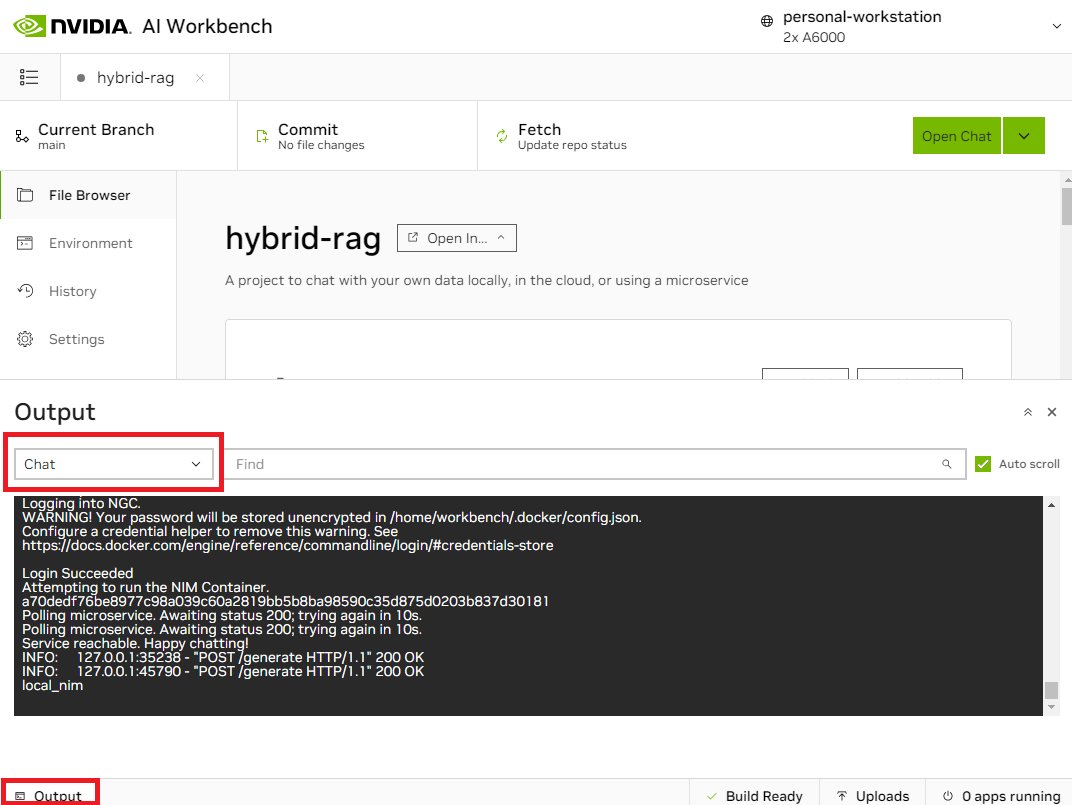 NVIDIA. AI Workbench
personal-workstation
2x A6000
hybrid-rag
Current Branch
main
Commit
No file changes
Fetch
Update repo status
Open Chat
File Browser
Environment
History
Settings
hybrid-rag
Open In...
A project to chat with your own data locally, in the cloud, or using a microservice
Output
Chat
Find
Auto scroll
Logging into NGC.
WARNING! Your password will be stored unencrypted in /home/workbench/.docker/config.json.
Configure a credential helper to remove this warning. See
https://docs.docker.com/engine/reference/commandline/login/#credentials-store
Login Succeeded
Attempting to run the NIM Container.
a70dedf76be8977c98a039c60a2819bb5b8ba98590c35d875d0203b837d30181
Polling microservice. Awaiting status 200; trying again in 10s.
Polling microservice. Awaiting status 200; trying again in 10s.
Service reachable. Happy chatting!
INFO: 127.0.0.1:35238 - "POST /generate HTTP/1.1" 200 OK
INFO: 127.0.0.1:45790 - "POST /generate HTTP/1.1" 200 OK
local_nim
Output
Build Ready
Uploads
0 apps running